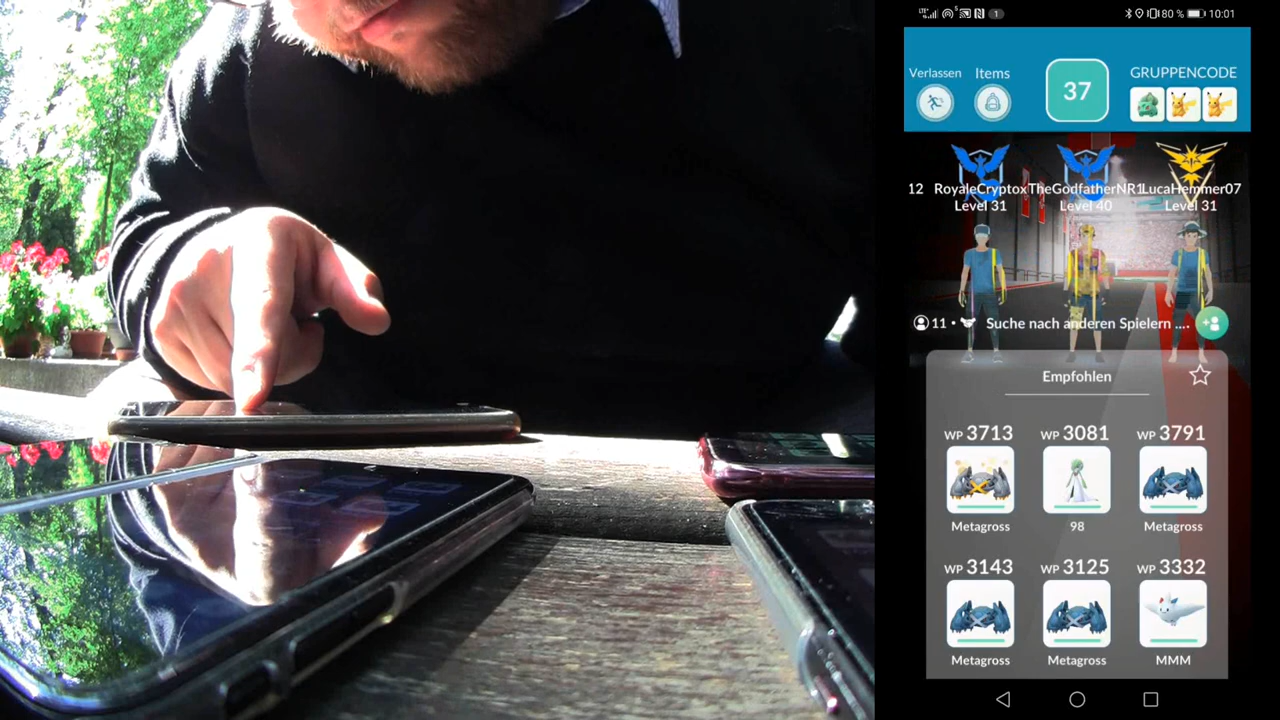 80 % 10:01
Verlassen Items 37 GRUPPENCODE
12 RoyaleCryptox TheGodfatherNR1 LucaHemmer07
Level 31 Level 40 Level 31
11 • Suche nach anderen Spielern ....
Empfohlen
WP 3713 WP 3081 WP 3791
Metagross 98 Metagross
WP 3143 WP 3125 WP 3332
Metagross Metagross MMM